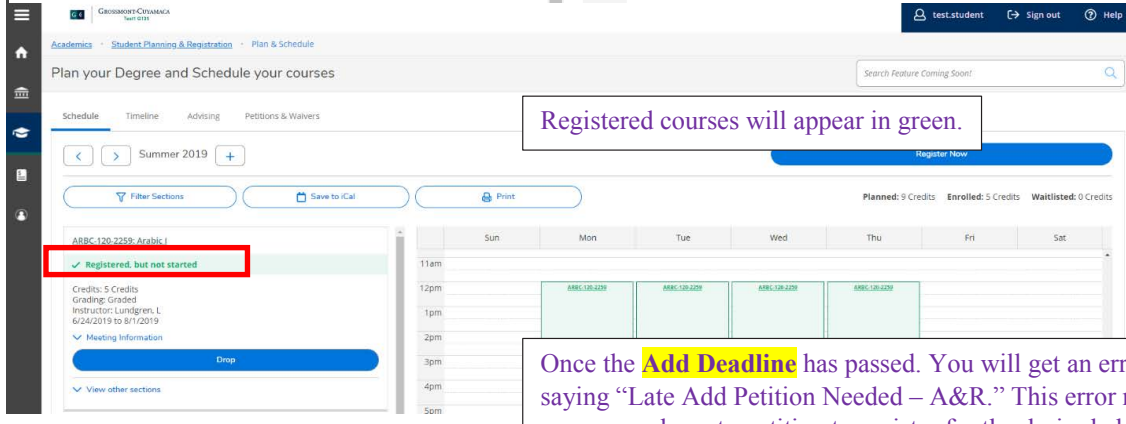 GROSSMONT-CUYAMACA
test.student
Sign out
Help
Academics
Student Planning & Registration
Plan & Schedule
Plan your Degree and Schedule your courses
Search Feature Coming Soon!
Schedule
Timeline
Advising
Petitions & Waivers
Registered courses will appear in green.
Summer 2019
Register Now
Filter Sections
Save to iCal
Print
Planned: 9 Credits Enrolled: 5 Credits Waitlisted: 0 Credits
ARBC-120-2259: Arabic I
Registered, but not started
Credits: 5 Credits
Grading: Graded
Instructor: Lundgren, L
6/24/2019 to 8/1/2019
Meeting Information
Drop
View other sections
Sun Mon Tue Wed Thu Fri Sat
11am
12pm
ARBC-120-2259 ARBC-120-2259 ARBC-120-2259 ARBC-120-2259
1pm
2pm
3pm
4pm
5pm
Once the Add Deadline has passed. You will get an err
saying “Late Add Petition Needed – A&R.” This error